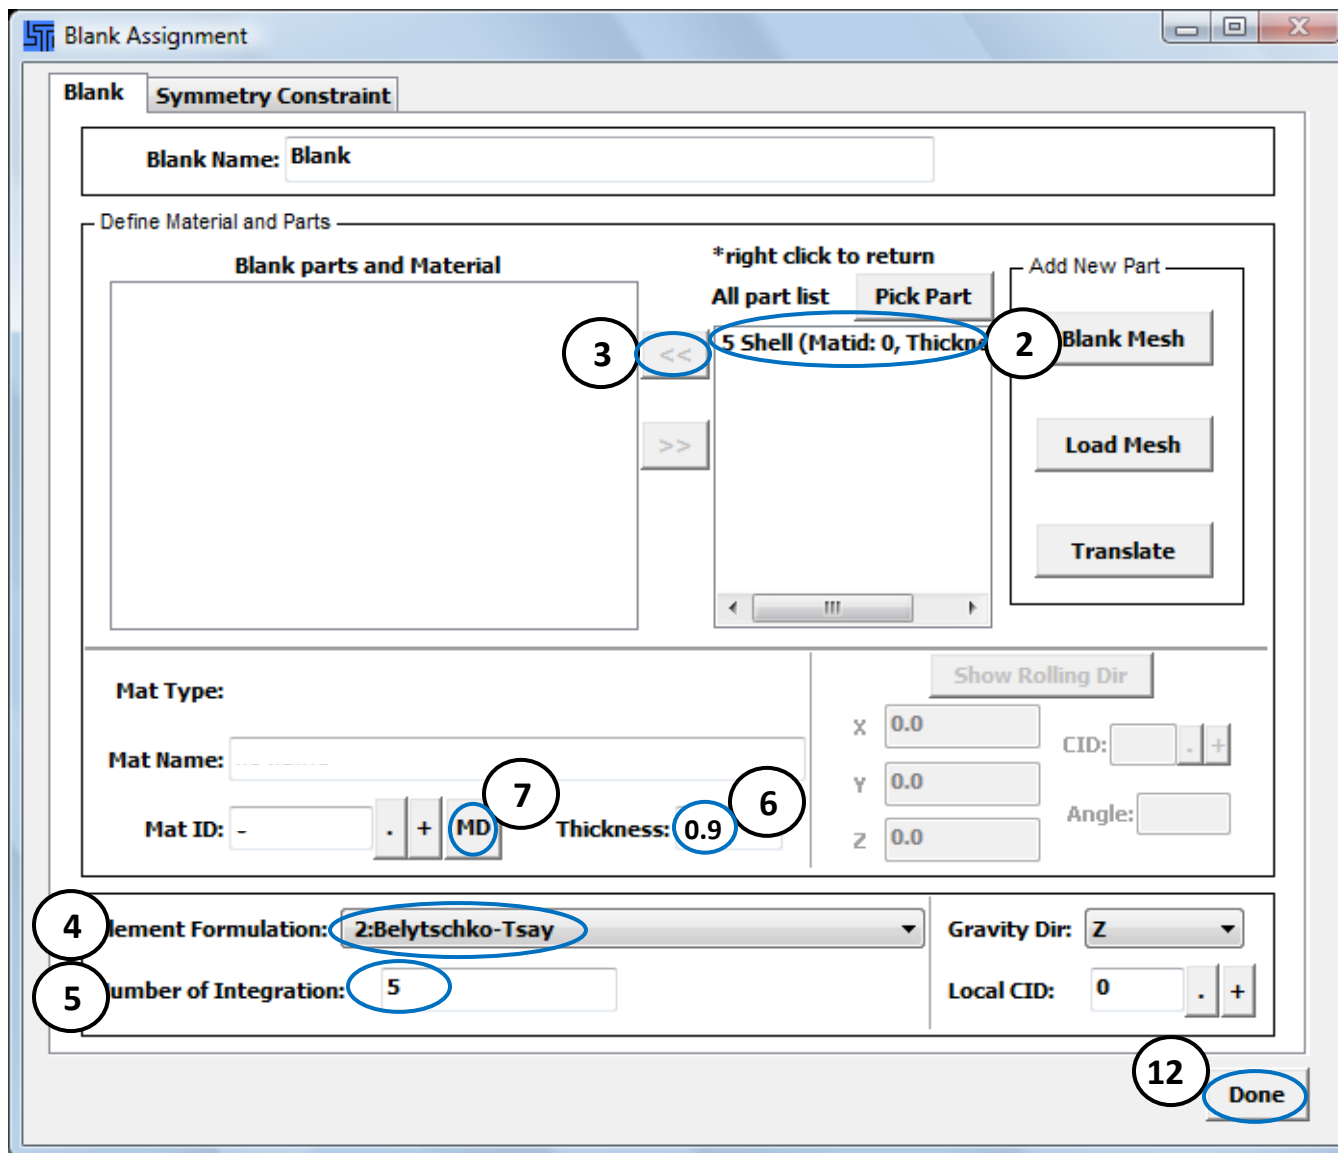 Blank Assignment
Blank
Symmetry Constraint
Blank Name: Blank
Define Material and Parts
Blank parts and Material
*right click to return
All part list
Pick Part
Add New Part
3
<<
5 Shell (Matid: 0, Thickne
2
Blank Mesh
>>
Load Mesh
Translate
Mat Type:
Show Rolling Dir
X 0.0
CID: . +
Mat Name:
Y 0.0
7
6
Mat ID: - . + MD
Thickness: 0.9
Angle:
Z 0.0
4
lement Formulation: 2:Belytschko-Tsay
Gravity Dir: Z
5
umber of Integration: 5
Local CID: 0 . +
12
Done